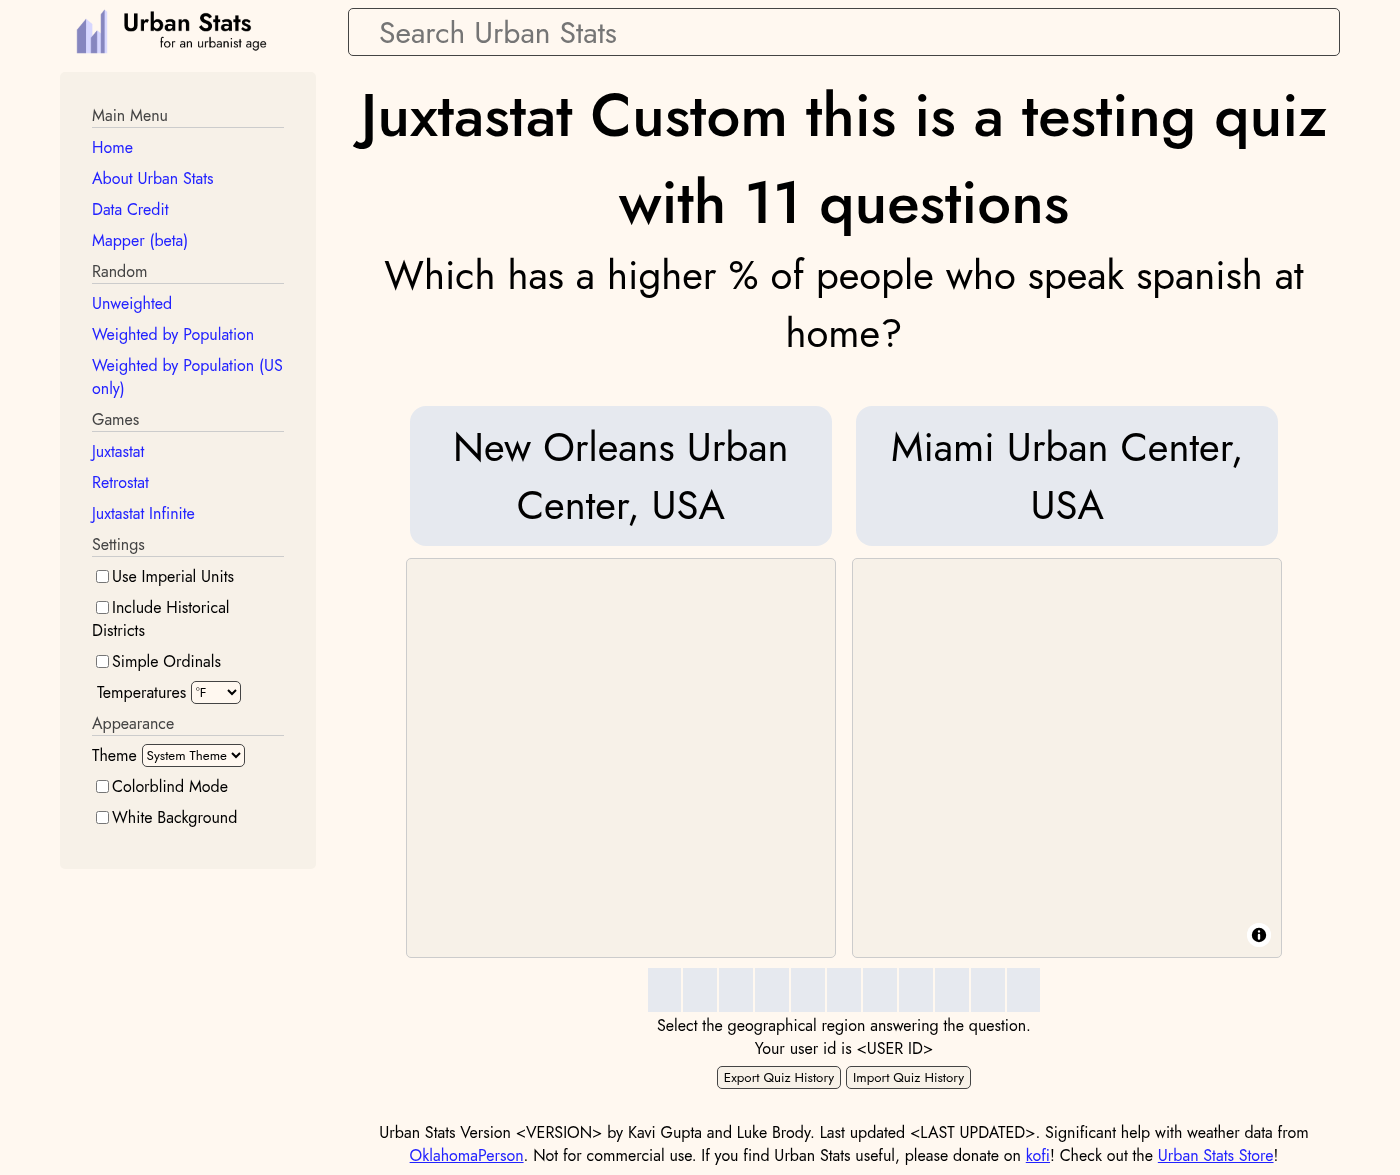 Urban Stats
for an urbanist age
Search Urban Stats
Main Menu
Home
About Urban Stats
Data Credit
Mapper (beta)
Random
Unweighted
Weighted by Population
Weighted by Population (US
only)
Games
Juxtastat
Retrostat
Juxtastat Infinite
Settings
Use Imperial Units
Include Historical
Districts
Simple Ordinals
Temperatures °F
Appearance
Theme System Theme
Colorblind Mode
White Background
Juxtastat Custom this is a testing quiz
with 11 questions
Which has a higher % of people who speak spanish at
home?
New Orleans Urban
Center, USA
Miami Urban Center,
USA
Select the geographical region answering the question.
Your user id is <USER ID>
Export Quiz History Import Quiz History
Urban Stats Version <VERSION> by Kavi Gupta and Luke Brody. Last updated <LAST UPDATED>. Significant help with weather data from
OklahomaPerson. Not for commercial use. If you find Urban Stats useful, please donate on kofi! Check out the Urban Stats Store!